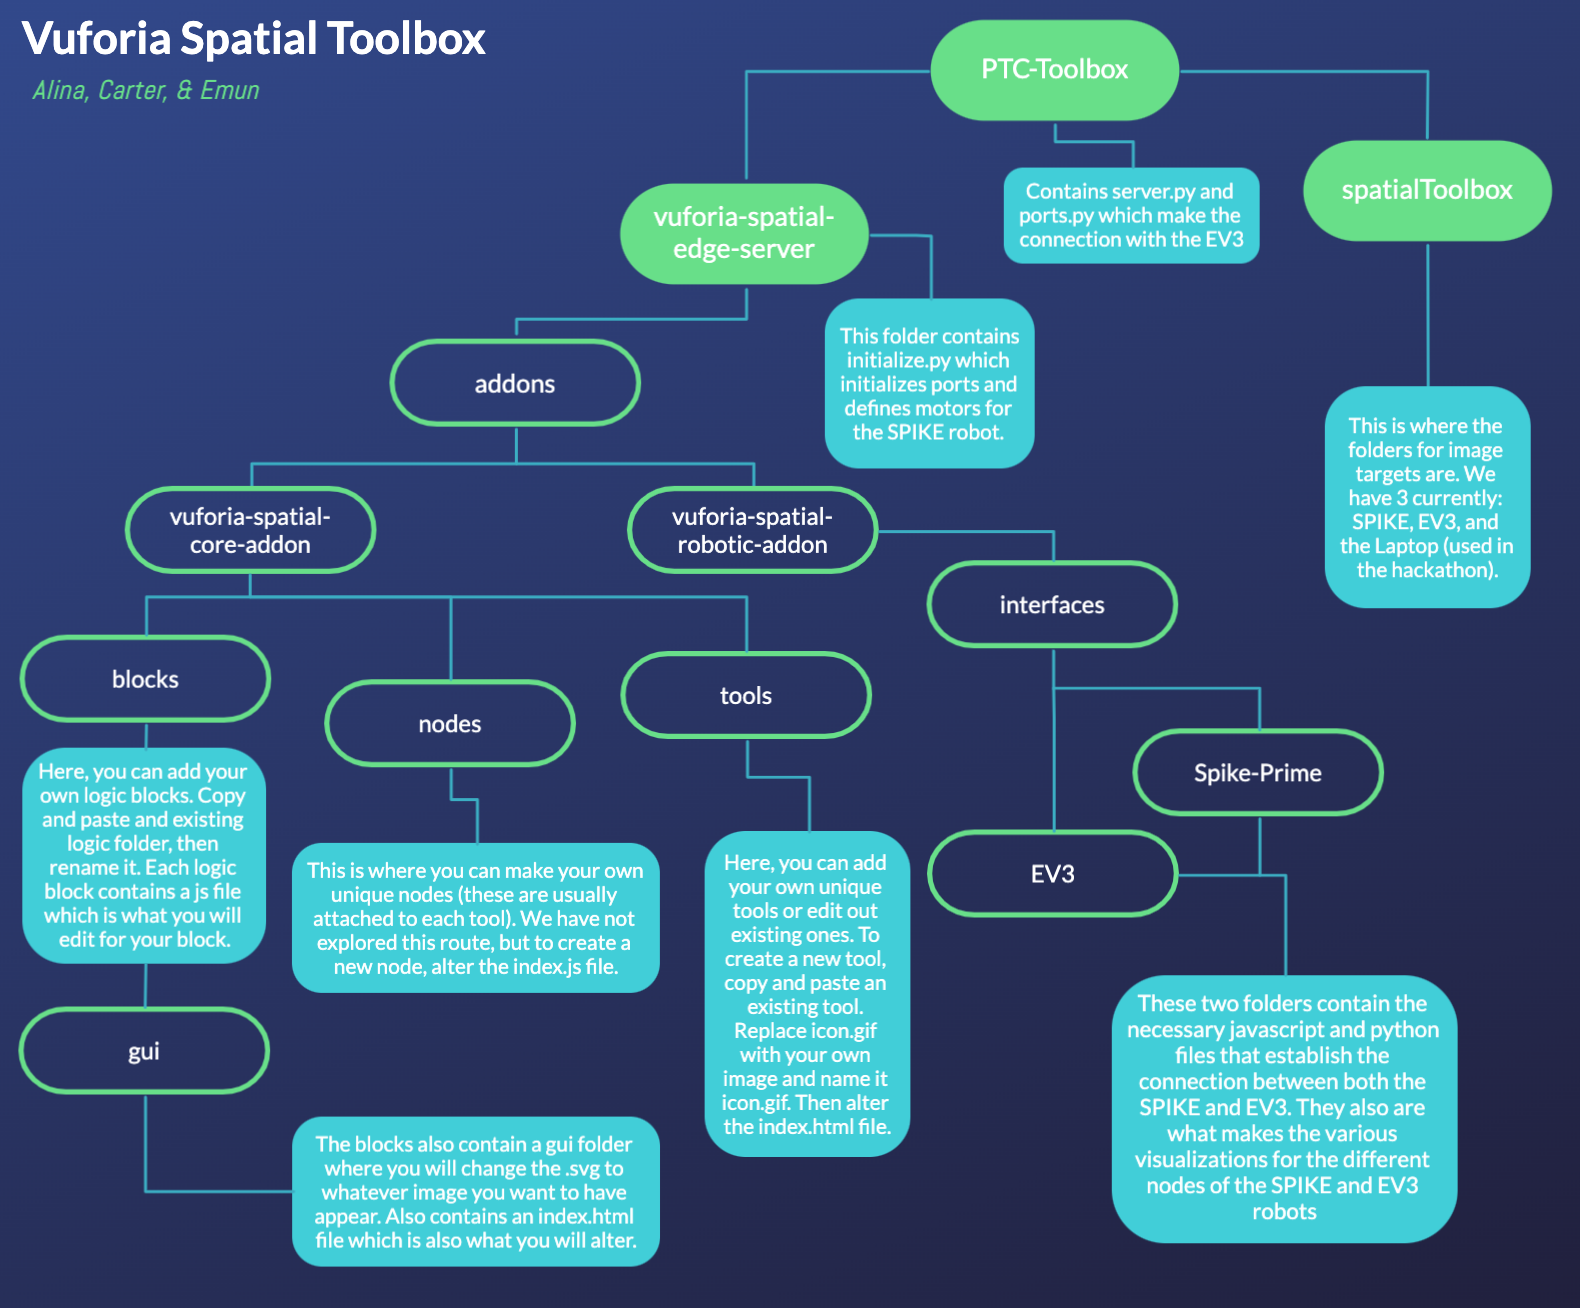 Vuforia Spatial Toolbox
Alina, Carter, & Emun
PTC-Toolbox
Contains server.py and
ports.py which make the
connection with the EV3
spatialToolbox
vuforia-spatial-
edge-server
This folder contains
initialize.py which
initializes ports and
defines motors for
the SPIKE robot.
addons
This is where the
folders for image
targets are. We
have 3 currently:
SPIKE, EV3, and
the Laptop (used in
the hackathon).
vuforia-spatial-
core-addon
vuforia-spatial-
robotic-addon
interfaces
blocks
nodes
tools
Spike-Prime
EV3
Here, you can add your
own logic blocks. Copy
and paste and existing
logic folder, then
rename it. Each logic
block contains a js file
which is what you will
edit for your block.
This is where you can make your own
unique nodes (these are usually
attached to each tool). We have not
explored this route, but to create a
new node, alter the index.js file.
Here, you can add
your own unique
tools or edit out
existing ones. To
create a new tool,
copy and paste an
existing tool.
Replace icon.gif
with your own
image and name it
icon.gif. Then alter
the index.html file.
gui
The blocks also contain a gui folder
where you will change the .svg to
whatever image you want to have
appear. Also contains an index.html
file which is also what you will alter.
These two folders contain the
necessary javascript and python
files that establish the
connection between both the
SPIKE and EV3. They also are
what makes the various
visualizations for the different
nodes of the SPIKE and EV3
robots